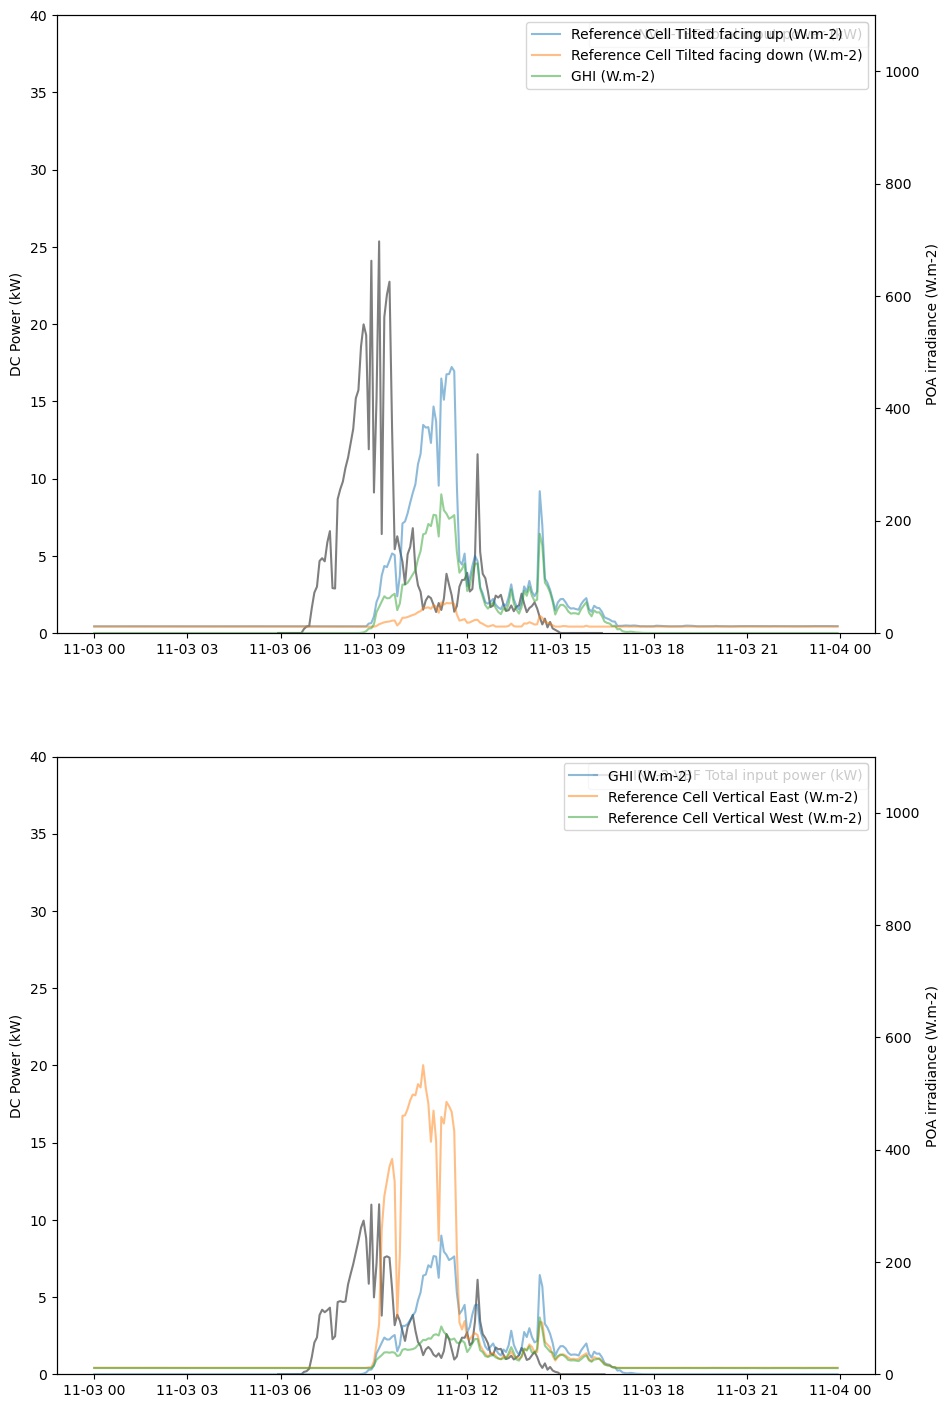 40
35
30
25
20
15
10
5
0
DC Power (kW)
Reference Cell Tilted facing up (W.m-2)
Reference Cell Tilted facing down (W.m-2)
GHI (W.m-2)
1000
800
600
400
200
0
POA irradiance (W.m-2)
11-03 00 11-03 03 11-03 06 11-03 09 11-03 12 11-03 15 11-03 18 11-03 21 11-04 00
40
35
30
25
20
15
10
5
0
DC Power (kW)
GHI (W.m-2) Total input power (kW)
Reference Cell Vertical East (W.m-2)
Reference Cell Vertical West (W.m-2)
1000
800
600
400
200
0
POA irradiance (W.m-2)
11-03 00 11-03 03 11-03 06 11-03 09 11-03 12 11-03 15 11-03 18 11-03 21 11-04 00